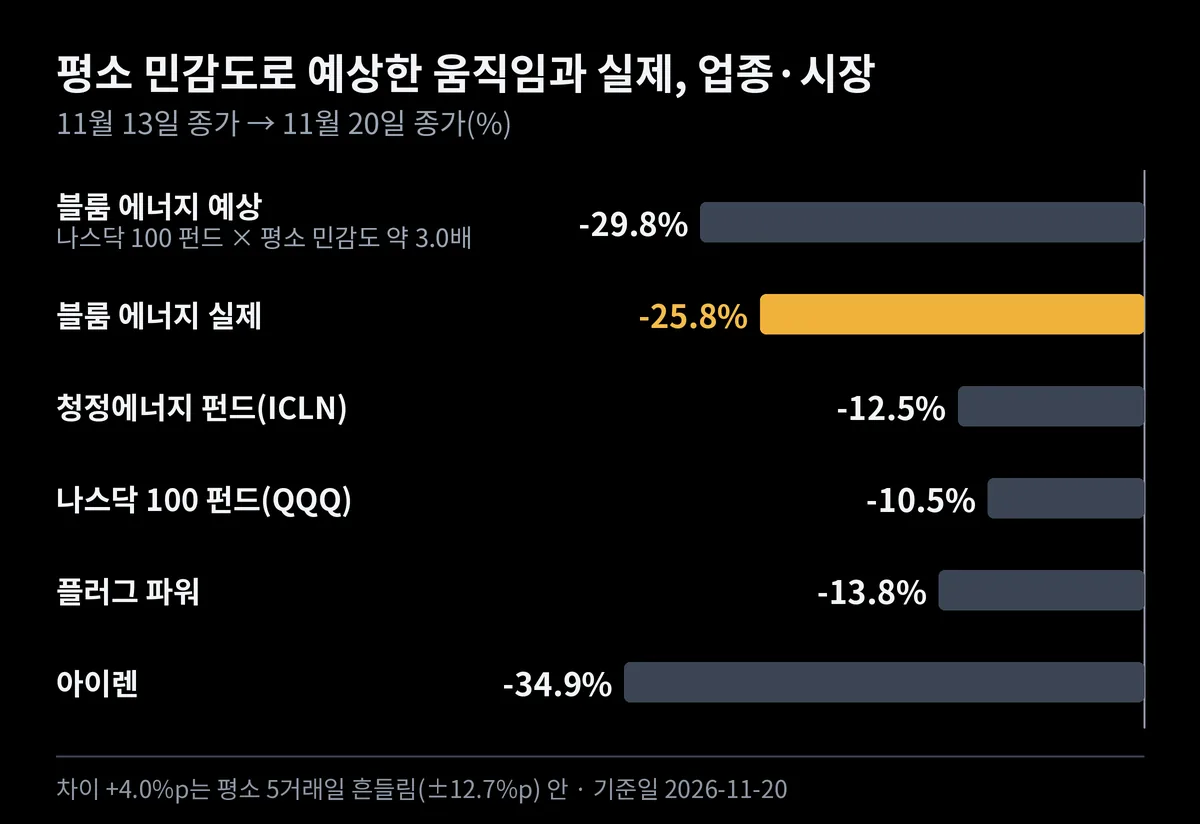 평소 민감도로 예상한 움직임과 실제, 업종·시장
11월 13일 종가 → 11월 20일 종가(%)
블룸 에너지 예상
나스닥 100 펀드 × 평소 민감도 약 3.0배
-29.8%
블룸 에너지 실제
-25.8%
청정에너지 펀드(ICLN)
-12.5%
나스닥 100 펀드(QQQ)
-10.5%
플러그 파워
-13.8%
아이렌
-34.9%
차이 +4.0%p는 평소 5거래일 흔들림(±12.7%p) 안 · 기준일 2026-11-20